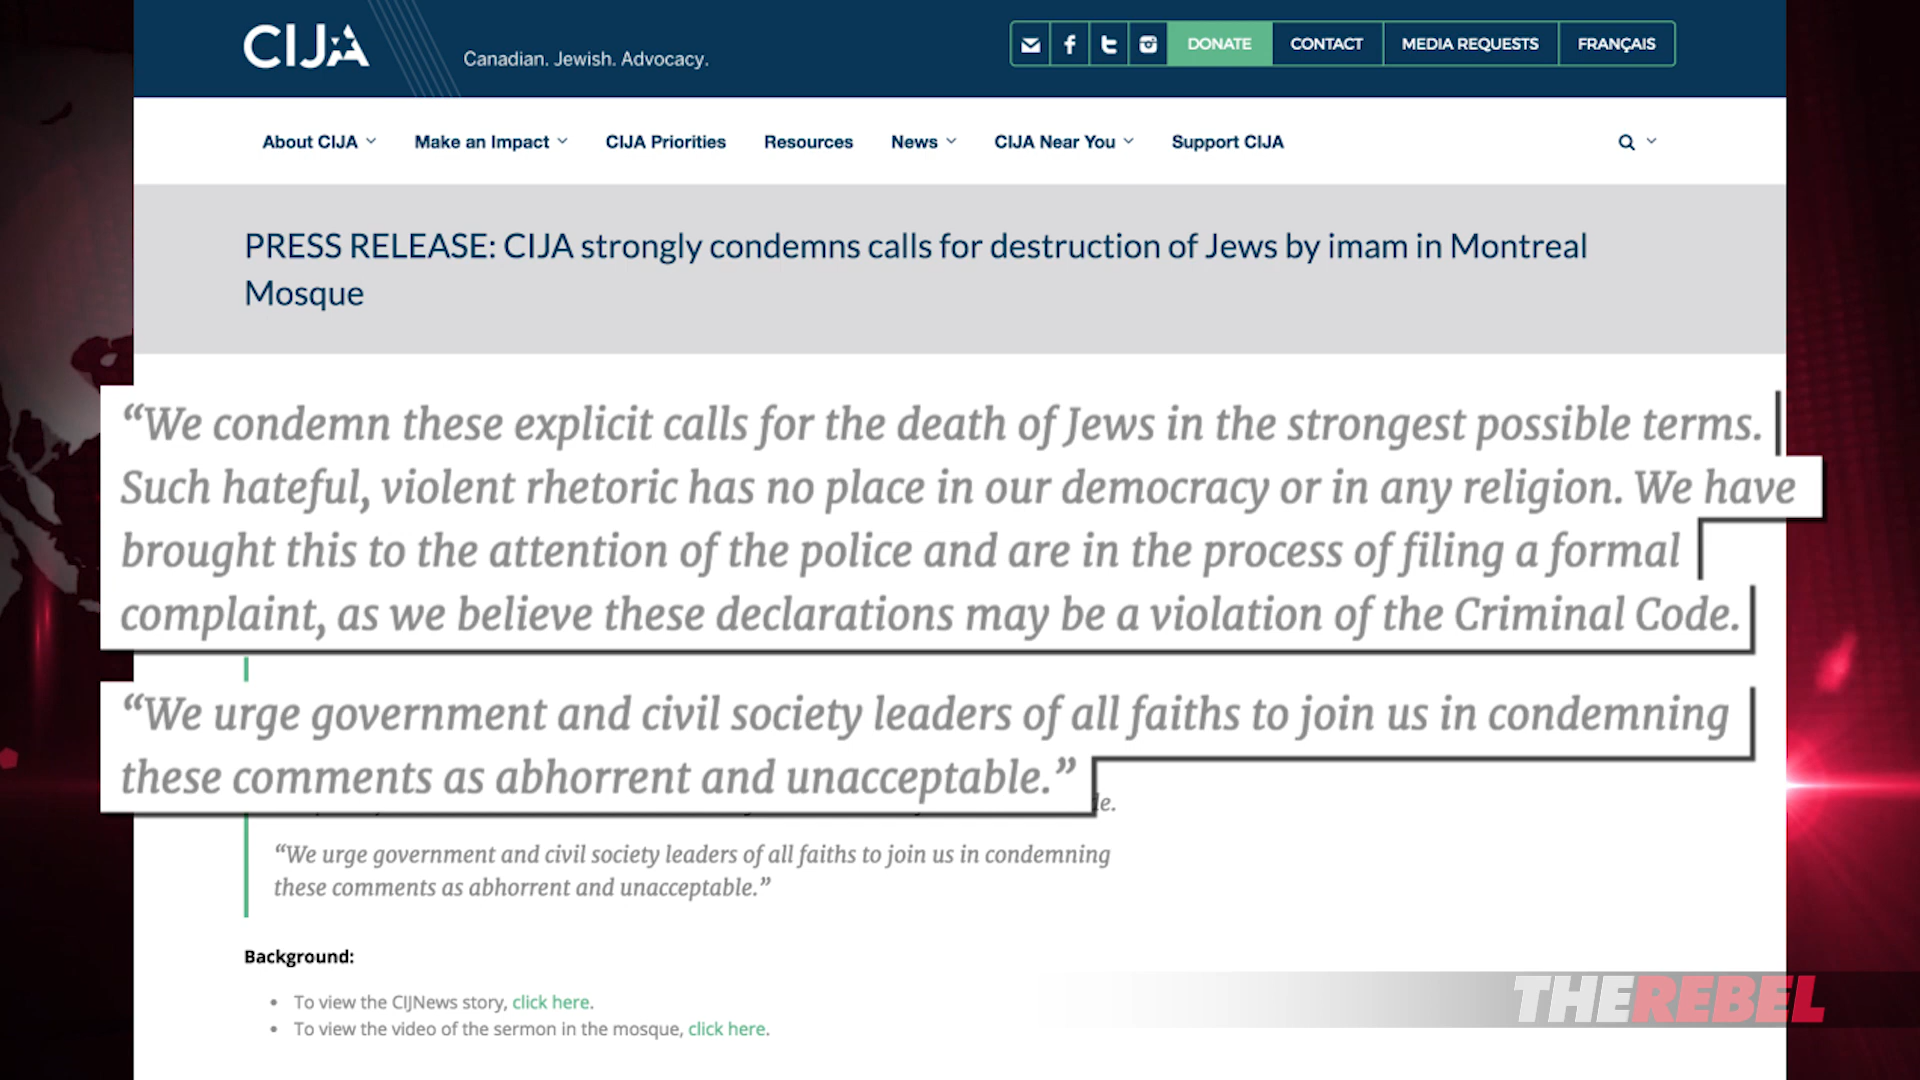 CIJA
Canadian. Jewish. Advocacy.
DONATE
CONTACT
MEDIA REQUESTS
FRANÇAIS
About CIJA
Make an Impact
CIJA Priorities
Resources
News
CIJA Near You
Support CIJA
PRESS RELEASE: CIJA strongly condemns calls for destruction of Jews by imam in Montreal
Mosque
“We condemn these explicit calls for the death of Jews in the strongest possible terms.
Such hateful, violent rhetoric has no place in our democracy or in any religion. We have
brought this to the attention of the police and are in the process of filing a formal
complaint, as we believe these declarations may be a violation of the Criminal Code.
“We urge government and civil society leaders of all faiths to join us in condemning
these comments as abhorrent and unacceptable.”
“We urge government and civil society leaders of all faiths to join us in condemning
these comments as abhorrent and unacceptable.”
Background:
To view the CIJNews story, click here.
To view the video of the sermon in the mosque, click here.
THE REBEL